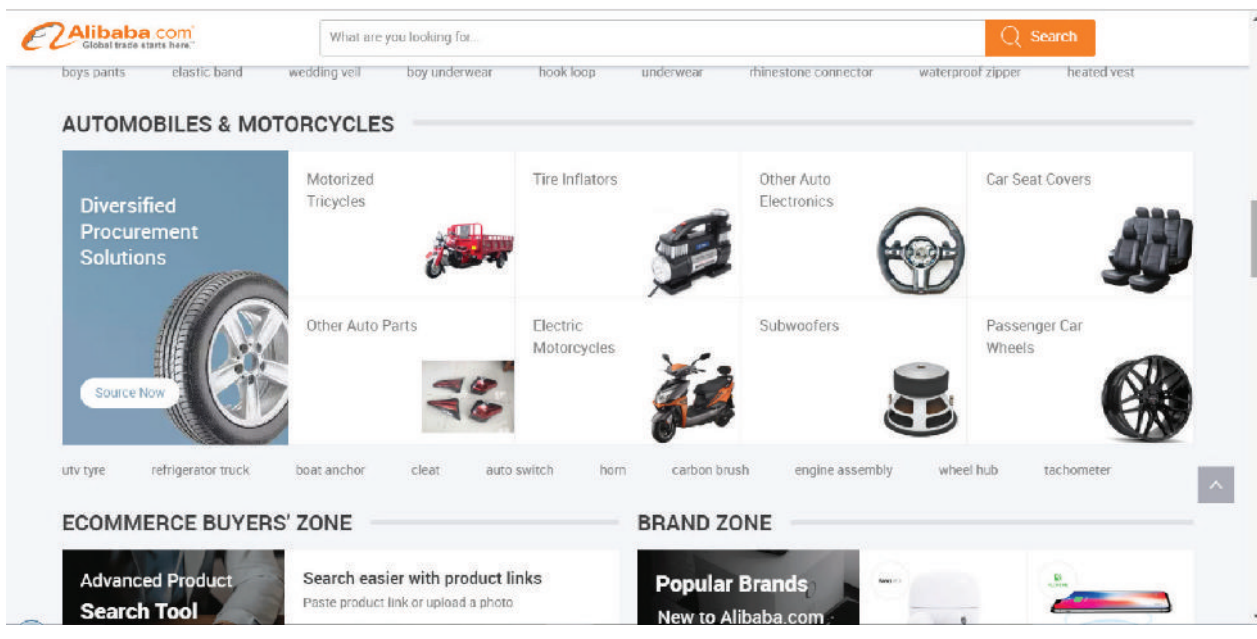 Alibaba.com
Global trade starts here.™
What are you looking for...
Search
boys pants elastic band wedding veil boy underwear hook loop underwear rhinestone connector waterproof zipper heated vest
AUTOMOBILES & MOTORCYCLES
Diversified
Procurement
Solutions
Source Now
Motorized
Tricycles
Tire Inflators
Other Auto
Electronics
Car Seat Covers
Other Auto Parts
Electric
Motorcycles
Subwoofers
Passenger Car
Wheels
utv tyre refrigerator truck boat anchor cleat auto switch horn carbon brush engine assembly wheel hub tachometer
ECOMMERCE BUYERS' ZONE
Advanced Product
Search Tool
Search easier with product links
Paste product link or upload a photo
BRAND ZONE
Popular Brands
New to Alibaba.com